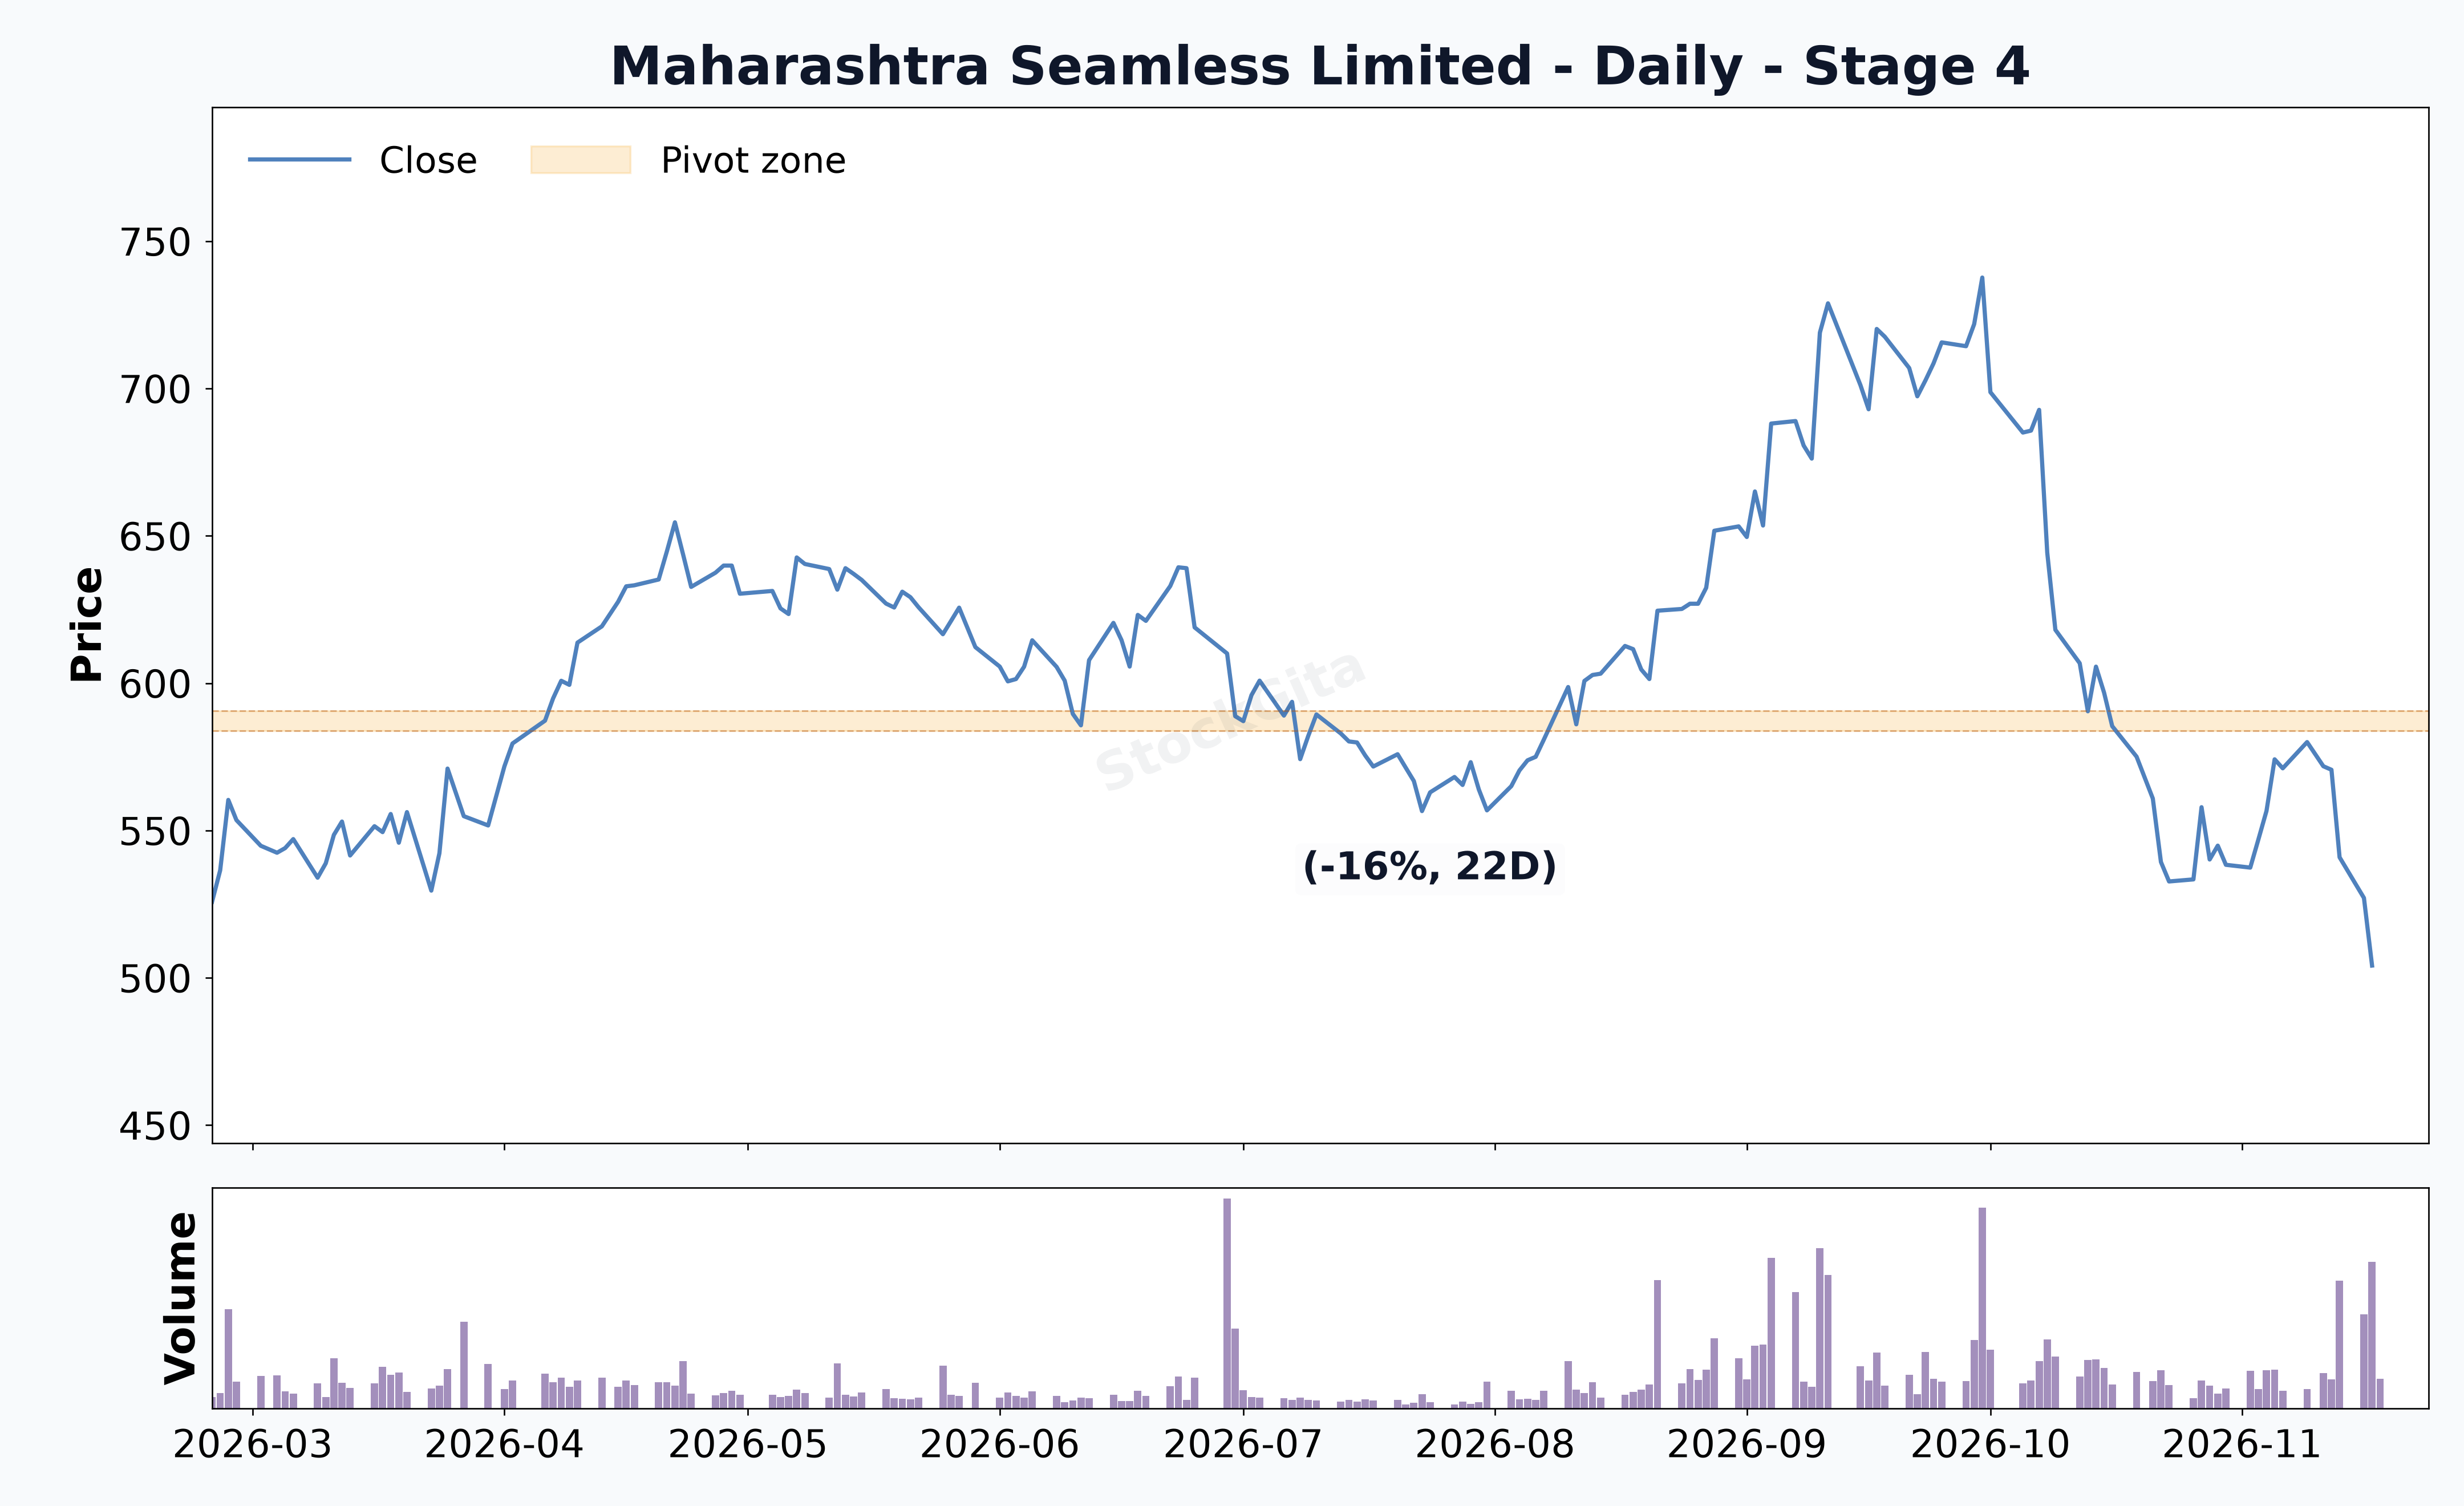 Maharashtra Seamless Limited - Daily - Stage 4
Close
Pivot zone
750
700
650
600
550
500
450
Price
StockGita
(-16%, 22D)
Volume
2026-03
2026-04
2026-05
2026-06
2026-07
2026-08
2026-09
2026-10
2026-11